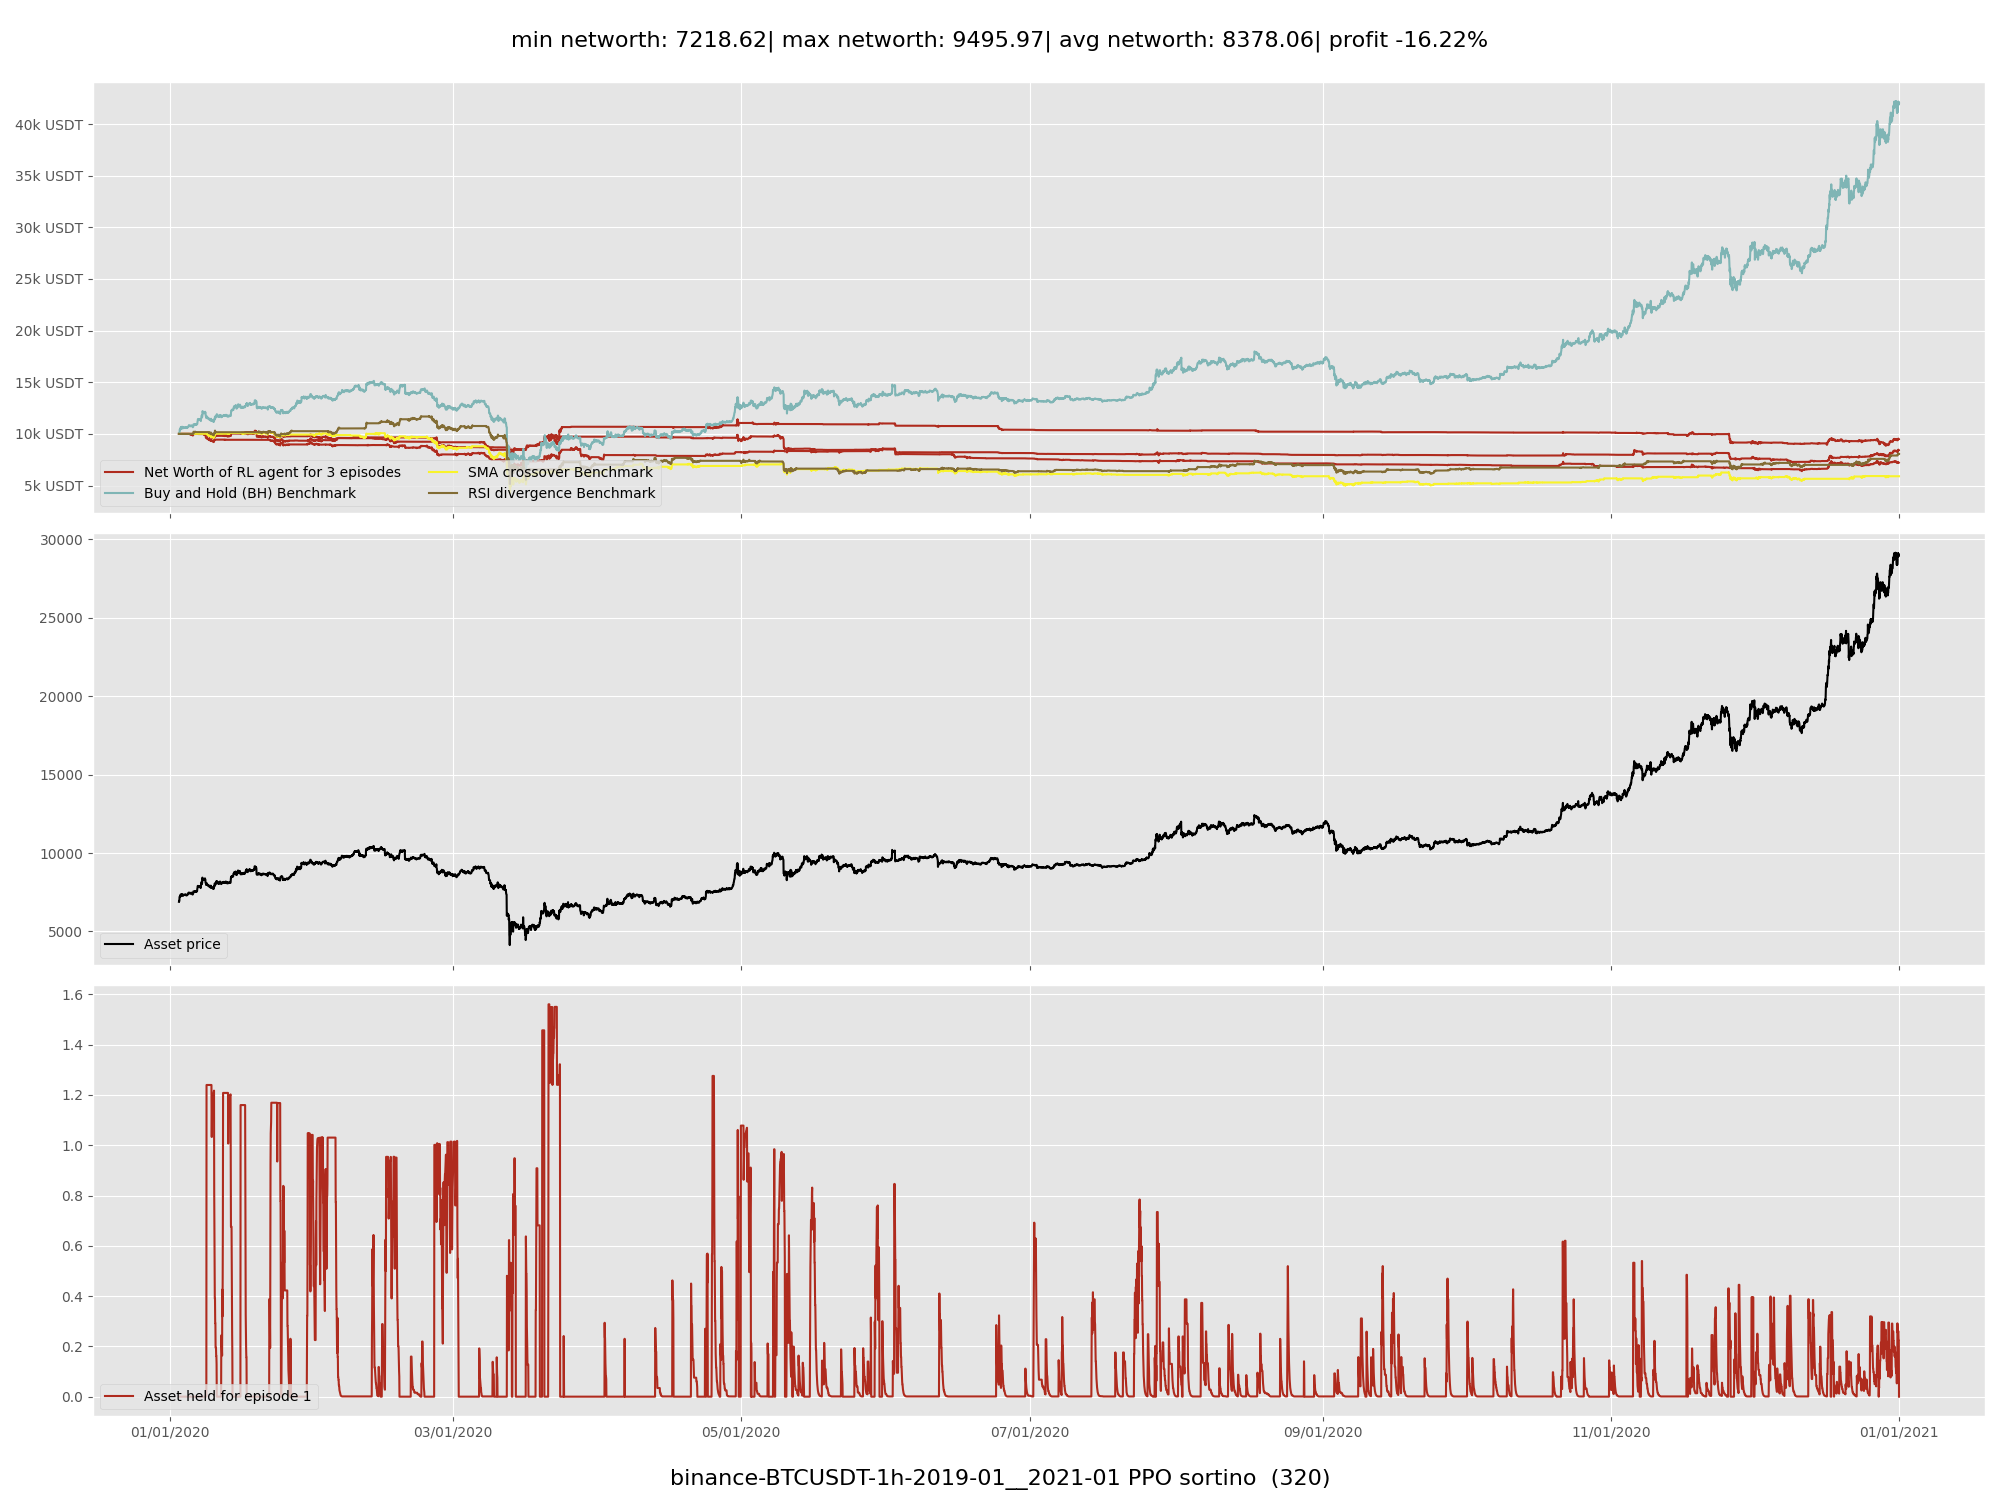 min networth: 7218.62| max networth: 9495.97| avg networth: 8378.06| profit -16.22%
40k USDT
35k USDT
30k USDT
25k USDT
20k USDT
15k USDT
10k USDT
5k USDT
Net Worth of RL agent for 3 episodes
Buy and Hold (BH) Benchmark
SMA crossover Benchmark
RSI divergence Benchmark
30000
25000
20000
15000
10000
5000
Asset price
1.6
1.4
1.2
1.0
0.8
0.6
0.4
0.2
0.0
Asset held for episode 1
01/01/2020
03/01/2020
05/01/2020
07/01/2020
09/01/2020
11/01/2020
01/01/2021
binance-BTCUSDT-1h-2019-01__2021-01 PPO sortino  (320)